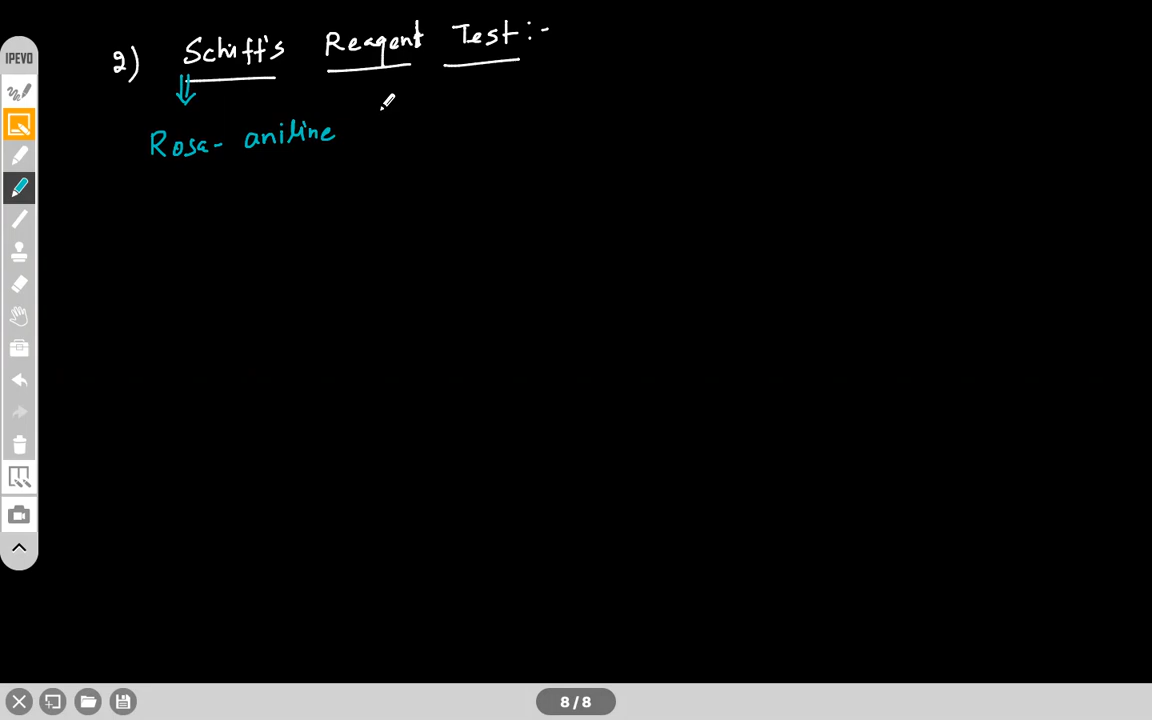 2) Schiff's Reagent Test:-
IPEVO
Rosa- aniline
8/8